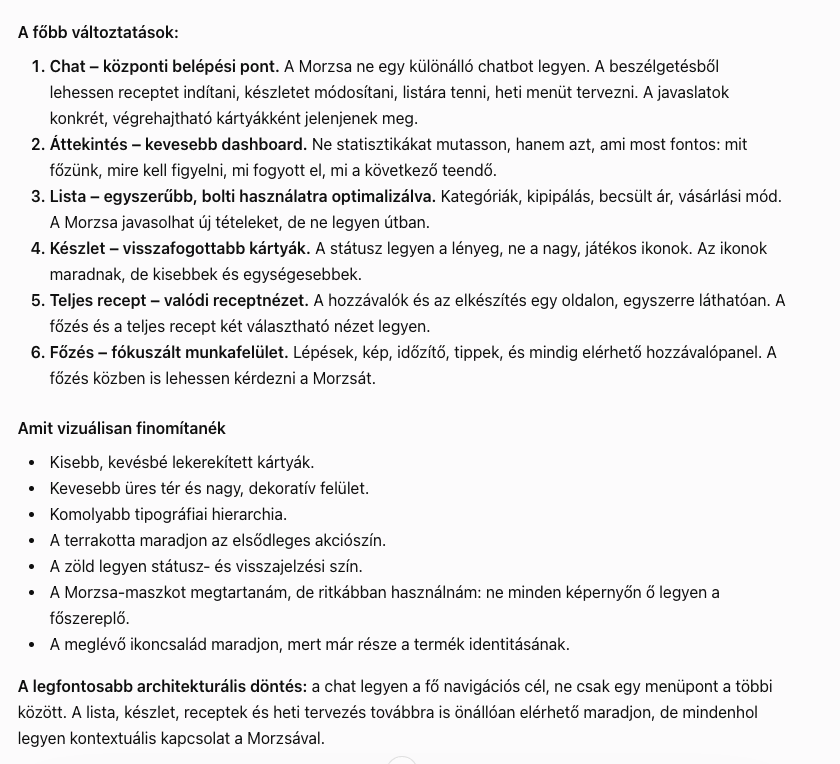 A főbb változtatások:
1. Chat – központi belépési pont. A Morzsa ne egy különálló chatbot legyen. A beszélgetésből
lehessen receptet indítani, készletet módosítani, listára tenni, heti menüt tervezni. A javaslatok
konkrét, végrehajtható kártyákként jelenjenek meg.
2. Áttekintés – kevesebb dashboard. Ne statisztikákat mutasson, hanem azt, ami most fontos: mit
főzünk, mire kell figyelni, mi fogyott el, mi a következő teendő.
3. Lista – egyszerűbb, bolti használatra optimalizálva. Kategóriák, kipipálás, becsült ár, vásárlási mód.
A Morzsa javasolhat új tételeket, de ne legyen útban.
4. Készlet – visszafogottabb kártyák. A státusz legyen a lényeg, ne a nagy, játékos ikonok. Az ikonok
maradnak, de kisebbek és egységesebbek.
5. Teljes recept – valódi receptnézet. A hozzávalók és az elkészítés egy oldalon, egyszerre láthatóan. A
főzés és a teljes recept két választható nézet legyen.
6. Főzés – fókuszált munkafelület. Lépések, kép, időzítő, tippek, és mindig elérhető hozzávalópanel. A
főzés közben is lehessen kérdezni a Morzsát.
Amit vizuálisan finomítanék
• Kisebb, kevésbé lekerekített kártyák.
• Kevesebb üres tér és nagy, dekoratív felület.
• Komolyabb tipográfiai hierarchia.
• A terrakotta maradjon az elsődleges akciószín.
• A zöld legyen státusz- és visszajelzési szín.
• A Morzsa-maszkot megtartanám, de ritkábban használnám: ne minden képernyőn ő legyen a
főszereplő.
• A meglévő ikoncsalád maradjon, mert már része a termék identitásának.
A legfontosabb architekturális döntés: a chat legyen a fő navigációs cél, ne csak egy menüpont a többi
között. A lista, készlet, receptek és heti tervezés továbbra is önállóan elérhető maradjon, de mindenhol
legyen kontextuális kapcsolat a Morzsával.